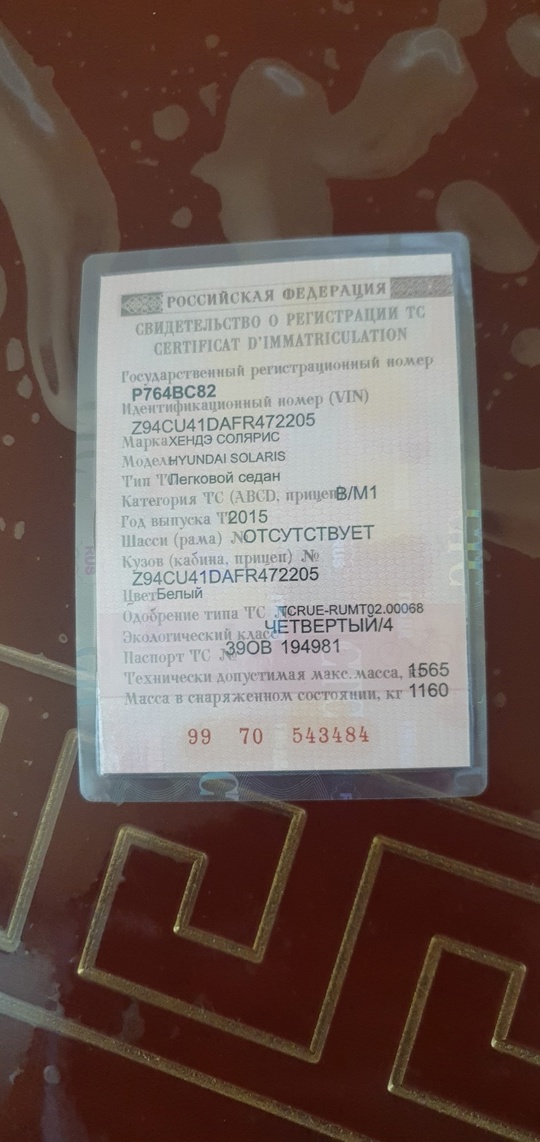 РОССИЙСКАЯ ФЕДЕРАЦИЯ
СВИДЕТЕЛЬСТВО О РЕГИСТРАЦИИ ТС
CERTIFICAT D'IMMATRICULATION
Государственный регистрационный номер
Р764ВС82
Идентификационный номер (VIN)
Z94CU41DAFR472205
Марка ХЕНДЭ СОЛЯРИС
Модель HYUNDAI SOLARIS
Тип ТС Легковой седан
Категория ТС (ABCD, прицеп) B/M1
Год выпуска ТС 2015
Шасси (рама) № ОТСУТСТВУЕТ
Кузов (кабина, прицеп) №
Z94CU41DAFR472205
Цвет Белый
Одобрение типа ТС № TCRUE-RUMT02.00068
Экологический класс ЧЕТВЕРТЫЙ/4
Паспорт ТС № 39ОВ 194981
Технически допустимая макс. масса, кг 1565
Масса в снаряженном состоянии, кг 1160
99 70 543484